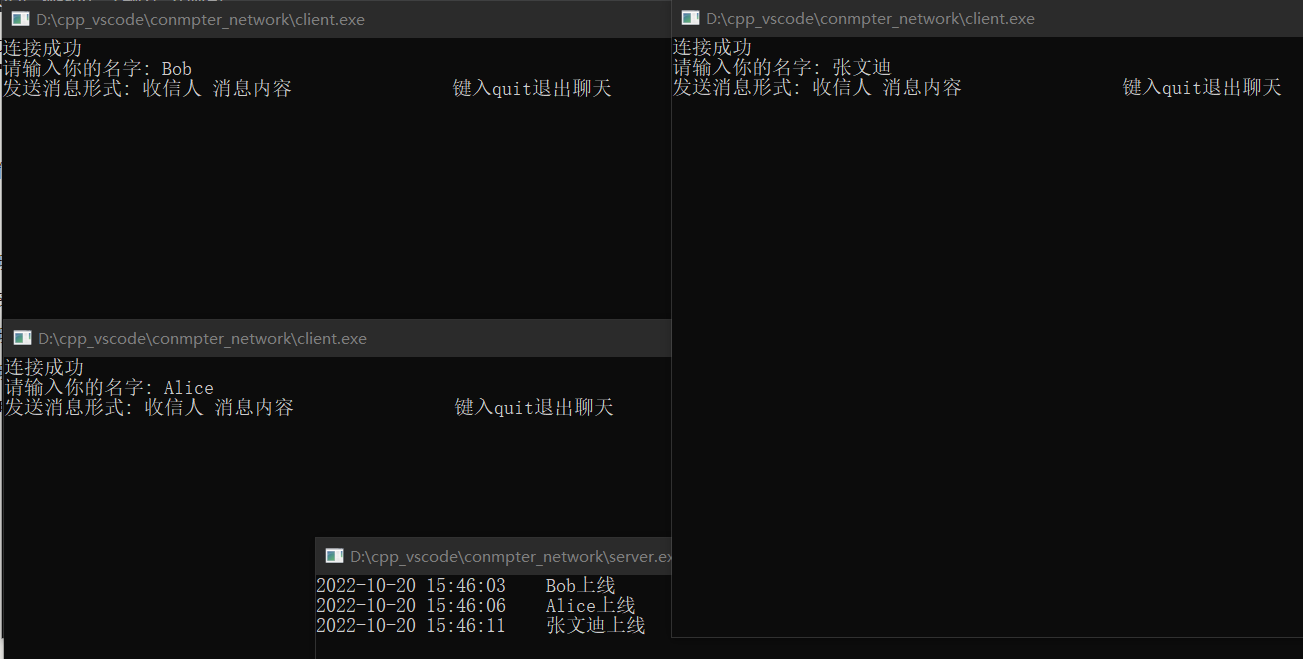 D:\cpp_vscode\conmpter_network\client.exe
连接成功
请输入你的名字: Bob
发送消息形式: 收信人 消息内容 键入quit退出聊天
D:\cpp_vscode\conmpter_network\client.exe
连接成功
请输入你的名字: 张文迪
发送消息形式: 收信人 消息内容 键入quit退出聊天
D:\cpp_vscode\conmpter_network\client.exe
连接成功
请输入你的名字: Alice
发送消息形式: 收信人 消息内容 键入quit退出聊天
D:\cpp_vscode\conmpter_network\server.ex
2022-10-20 15:46:03 Bob上线
2022-10-20 15:46:06 Alice上线
2022-10-20 15:46:11 张文迪上线